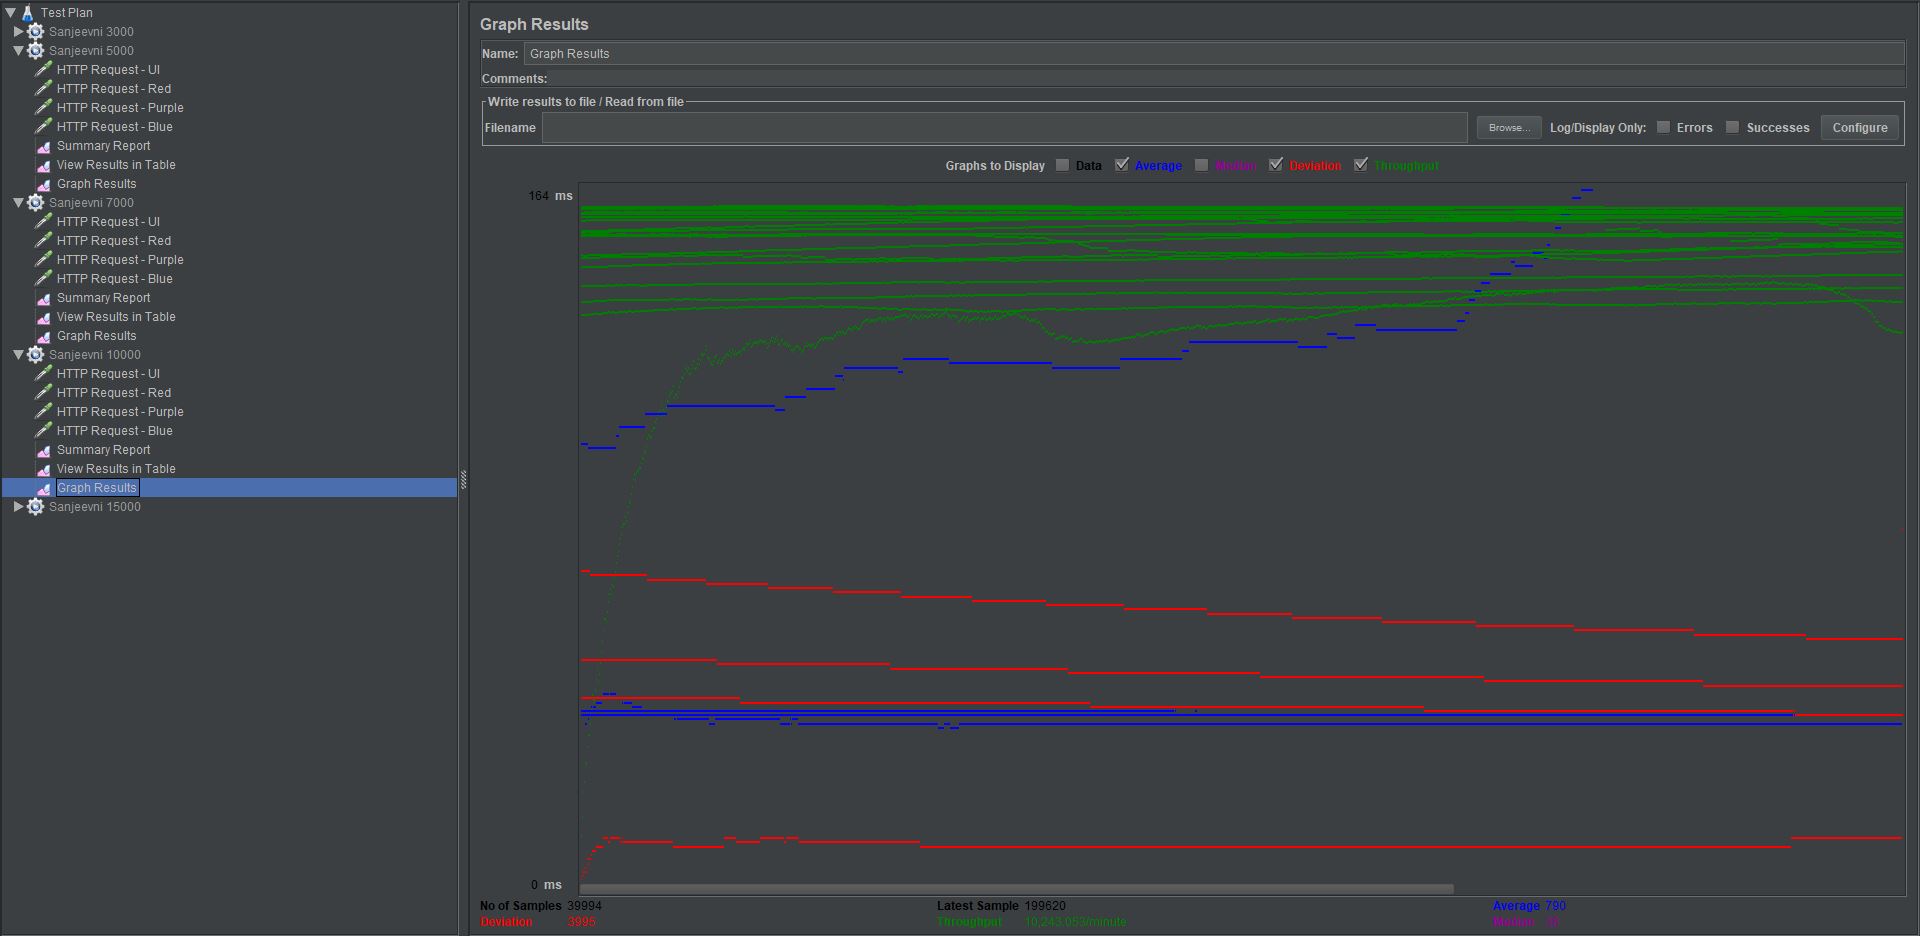 Test Plan
Sanjeevni 3000
Sanjeevni 5000
HTTP Request - UI
HTTP Request - Red
HTTP Request - Purple
HTTP Request - Blue
Summary Report
View Results in Table
Graph Results
Sanjeevni 7000
HTTP Request - UI
HTTP Request - Red
HTTP Request - Purple
HTTP Request - Blue
Summary Report
View Results in Table
Graph Results
Sanjeevni 10000
HTTP Request - UI
HTTP Request - Red
HTTP Request - Purple
HTTP Request - Blue
Summary Report
View Results in Table
Graph Results
Sanjeevni 15000
Graph Results
Name: Graph Results
Comments:
Write results to file / Read from file
Filename Browse... Log/Display Only: Errors Successes Configure
Graphs to Display Data Average Median Deviation Throughput
164 ms
0 ms
No of Samples 39994 Latest Sample 199620 Average 790
Deviation 3995 Throughput 10,243.053/minute Median